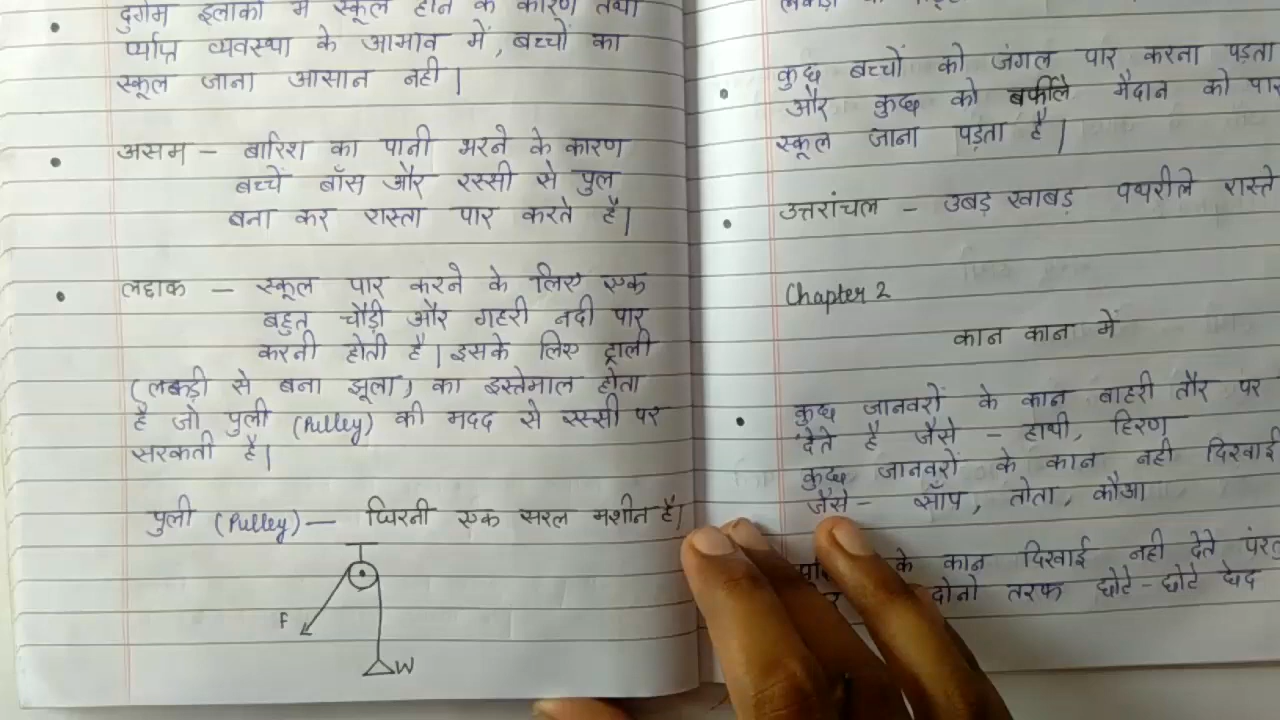 दुर्गम इलाकों में स्कूल होने के कारण तथा
र्प्याप्त व्यवस्था के आभाव में, बच्चों का
स्कूल जाना आसान नही।
असम – बारिश का पानी भरने के कारण
बच्चें बाँस और रस्सी से पुल
बना कर रास्ता पार करते है।
लद्दाक – स्कूल पार करने के लिए एक
बहुत चौड़ी और गहरी नदी पार
करनी होती है। इसके लिए ट्राली
(लकड़ी से बना झूला) का इस्तेमाल होता
है जो पुली (Pulley) की मदद से रस्सी पर
सरकती है।
पुली (Pulley) — घिरनी एक सरल मशीन है।
F
W
कुछ बच्चों को जंगल पार करना पड़ता
और कुछ को बर्फीले मैदान को पार
स्कूल जाना पड़ता है।
उत्तरांचल – उबड़ खाबड़ पथरीले रास्ते
Chapter 2
कान कान में
कुछ जानवरों के कान बाहरी तौर पर
देते है जैसे – हाथी, हिरण
कुछ जानवरों के कान नही दिखाई
जैसे – साँप, तोता, कौआ
के कान दिखाई नही देते परंतु
दोनो तरफ छोटे-छोटे छेद